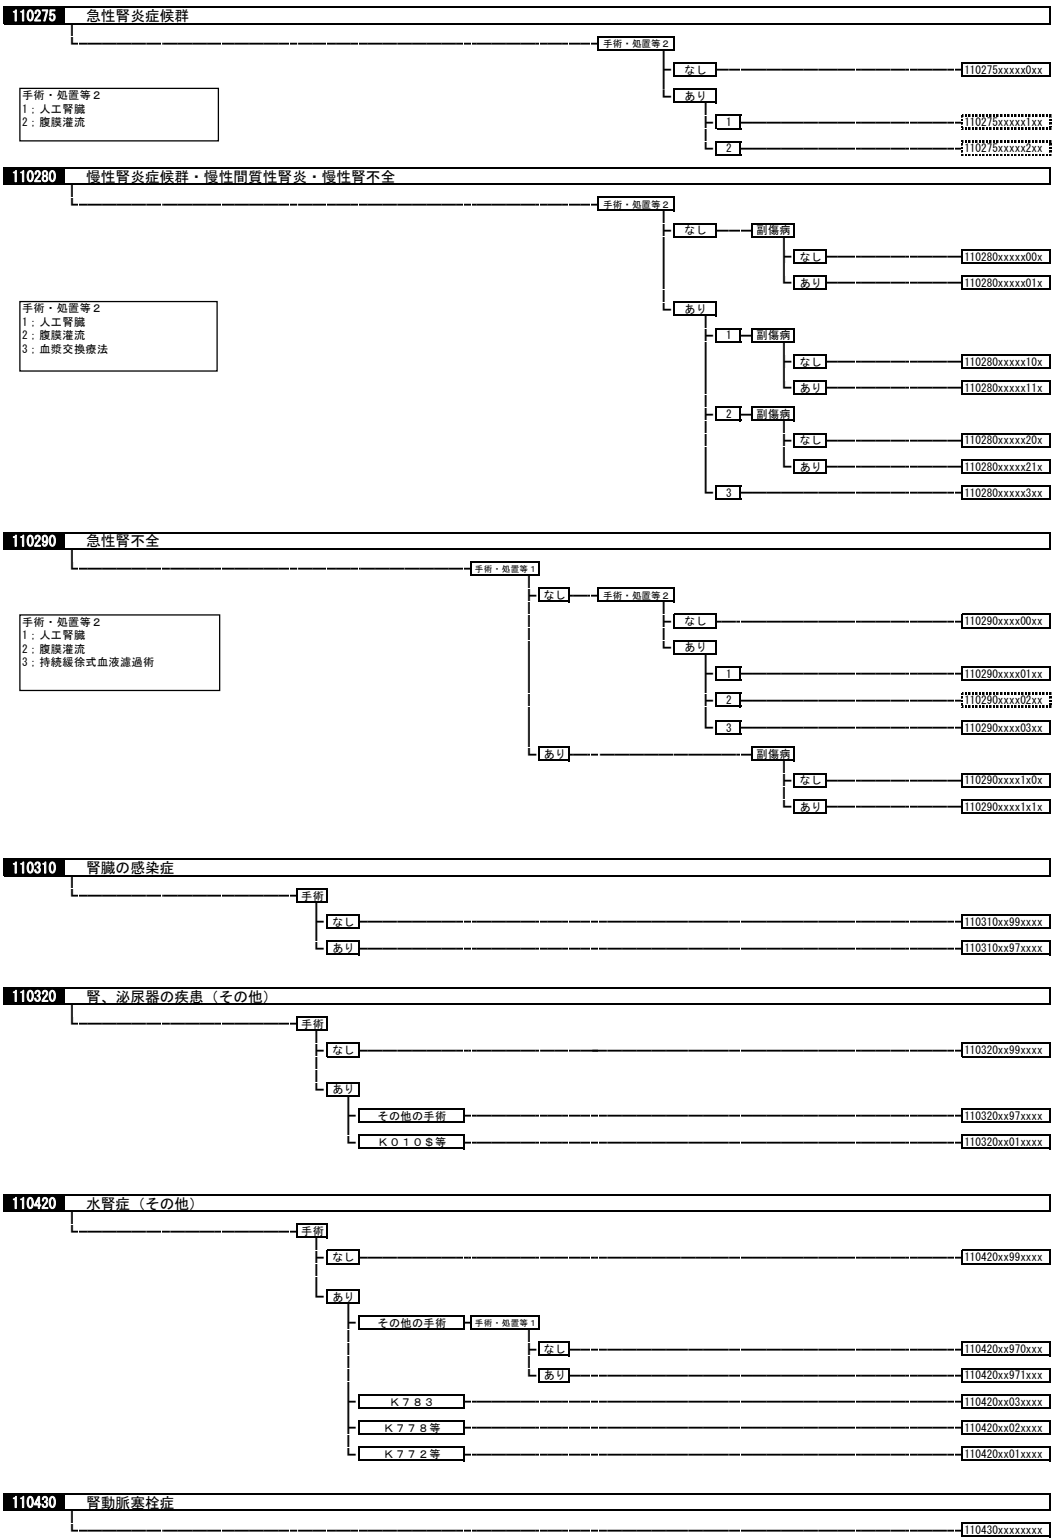 110275 急性腎炎症候群
手術・処置等２
なし 110275xxxxx0xx
手術・処置等２
1；人工腎臓
2；腹膜灌流
あり
1 110275xxxxx1xx
2 110275xxxxx2xx
110280 慢性腎炎症候群・慢性間質性腎炎・慢性腎不全
手術・処置等２
なし 副傷病
なし 110280xxxxx00x
あり 110280xxxxx01x
手術・処置等２
1；人工腎臓
2；腹膜灌流
3；血漿交換療法
あり
1 副傷病
なし 110280xxxxx10x
あり 110280xxxxx11x
2 副傷病
なし 110280xxxxx20x
あり 110280xxxxx21x
3 110280xxxxx3xx
110290 急性腎不全
手術・処置等１
なし 手術・処置等２
なし 110290xxxx00xx
手術・処置等２
1；人工腎臓
2；腹膜灌流
3；持続緩徐式血液濾過術
あり
1 110290xxxx01xx
2 110290xxxx02xx
3 110290xxxx03xx
あり 副傷病
なし 110290xxxx1x0x
あり 110290xxxx1x1x
110310 腎臓の感染症
手術
なし 110310xx99xxxx
あり 110310xx97xxxx
110320 腎、泌尿器の疾患（その他）
手術
なし 110320xx99xxxx
あり
その他の手術 110320xx97xxxx
Ｋ０１０＄等 110320xx01xxxx
110420 水腎症（その他）
手術
なし 110420xx99xxxx
あり
その他の手術 手術・処置等１
なし 110420xx970xxx
あり 110420xx971xxx
Ｋ７８３ 110420xx03xxxx
Ｋ７７８等 110420xx02xxxx
Ｋ７７２等 110420xx01xxxx
110430 腎動脈塞栓症
110430xxxxxxxx